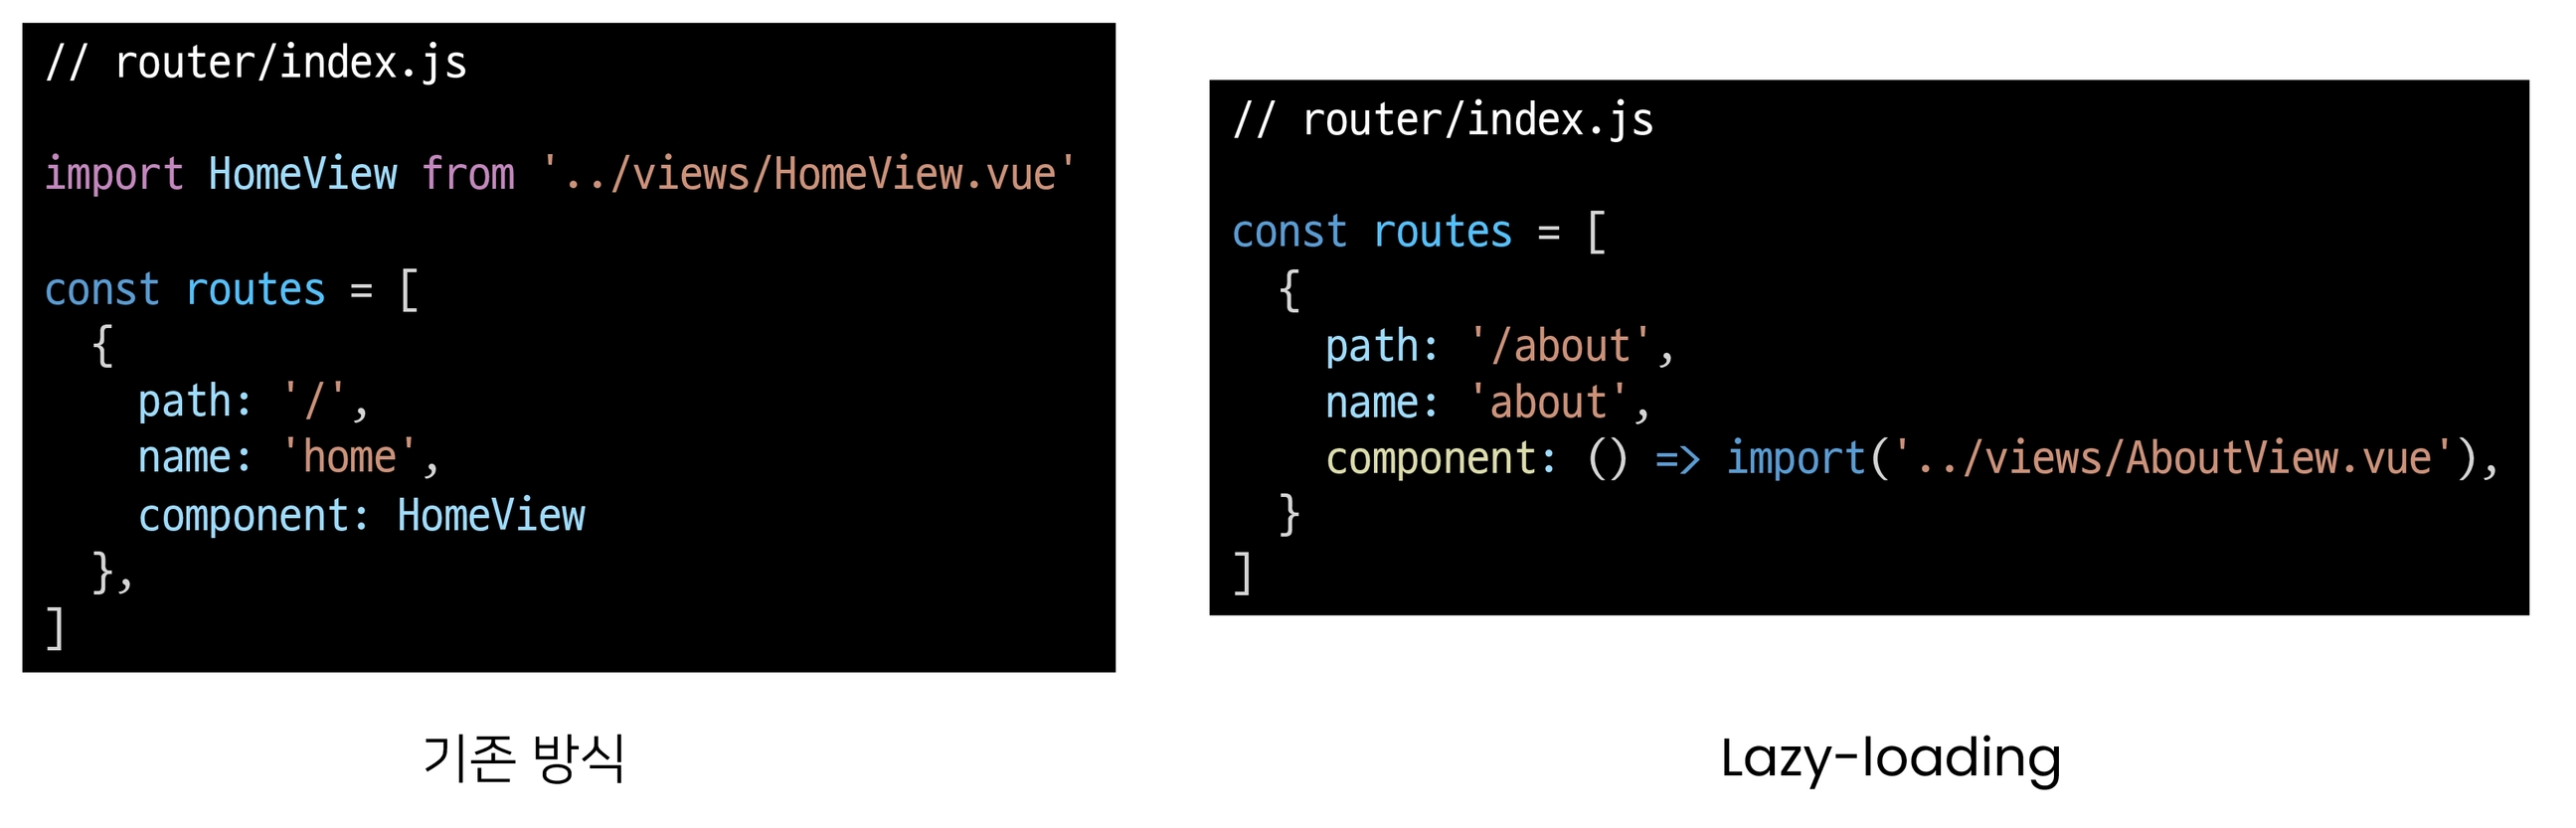 // router/index.js
import HomeView from '../views/HomeView.vue'
const routes = [
  {
    path: '/',
    name: 'home',
    component: HomeView
  },
]
기존 방식
// router/index.js
const routes = [
  {
    path: '/about',
    name: 'about',
    component: () => import('../views/AboutView.vue'),
  }
]
Lazy-loading